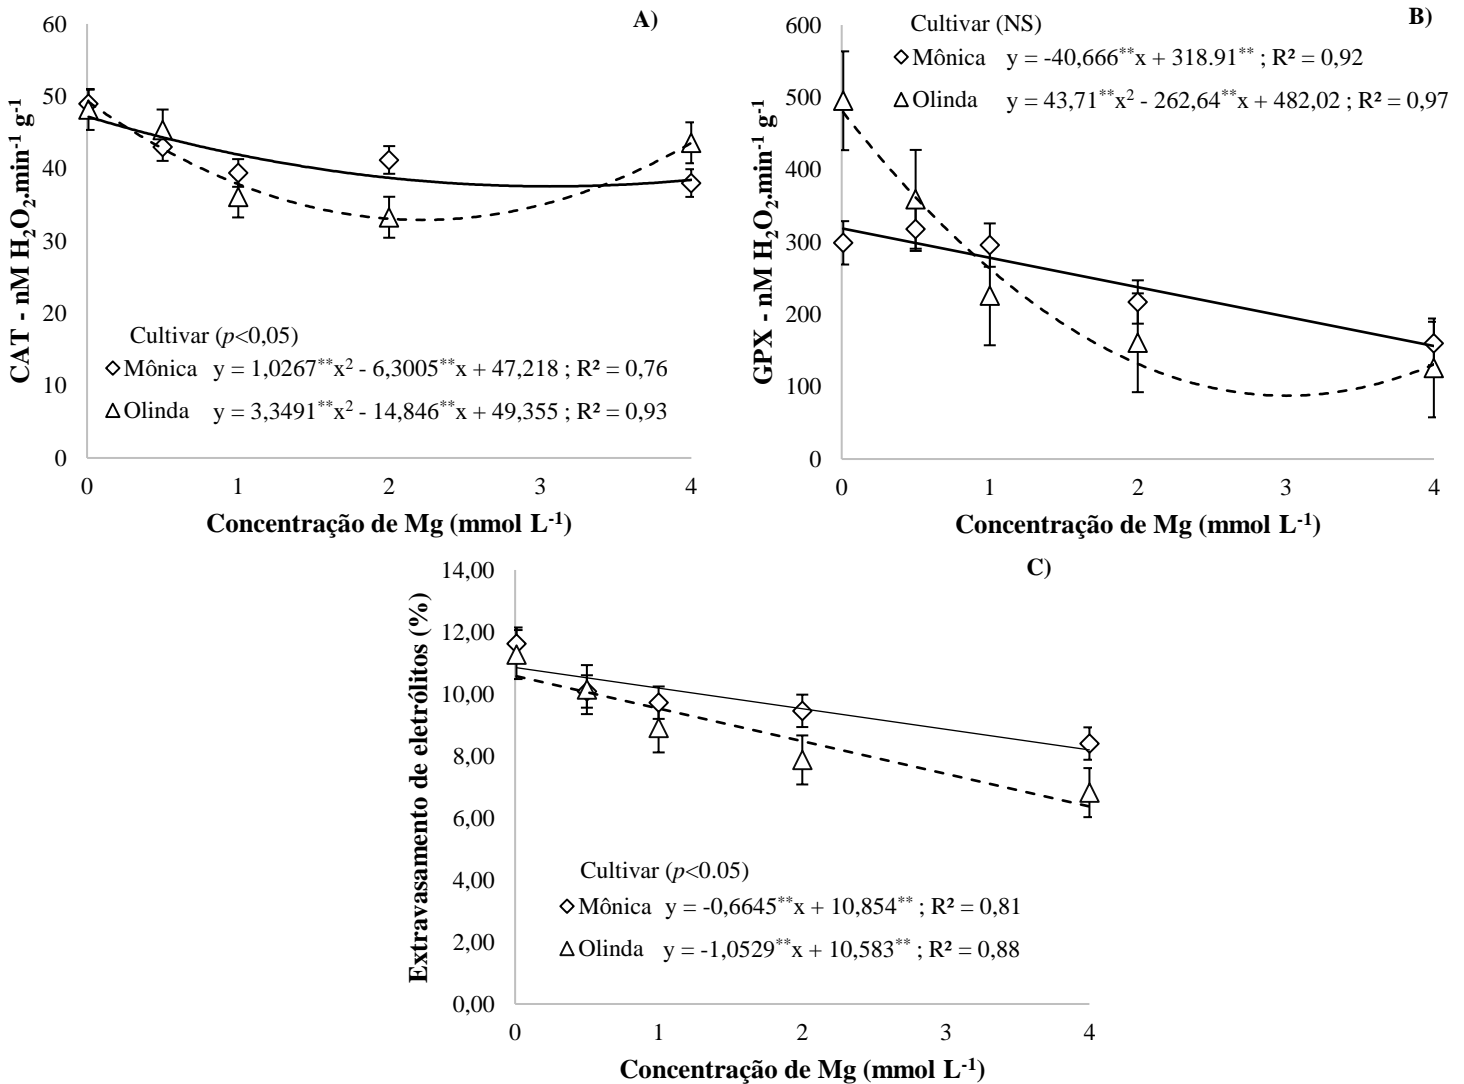 A)
CAT - nM H₂O₂.min⁻¹ g⁻¹
60
50
40
30
20
10
0
Cultivar (p<0,05)
Mônica y = 1,0267**x² - 6,3005**x + 47,218 ; R² = 0,76
Olinda y = 3,3491**x² - 14,846**x + 49,355 ; R² = 0,93
0 1 2 3 4
Concentração de Mg (mmol L⁻¹)
B)
GPX - nM H₂O₂.min⁻¹ g⁻¹
Cultivar (NS)
Mônica y = -40,666**x + 318.91** ; R² = 0,92
Olinda y = 43,71**x² - 262,64**x + 482,02 ; R² = 0,97
600
500
400
300
200
100
0
0 1 2 3 4
Concentração de Mg (mmol L⁻¹)
C)
Extravasamento de eletrólitos (%)
14,00
12,00
10,00
8,00
6,00
4,00
2,00
0,00
Cultivar (p<0.05)
Mônica y = -0,6645**x + 10,854** ; R² = 0,81
Olinda y = -1,0529**x + 10,583** ; R² = 0,88
0 1 2 3 4
Concentração de Mg (mmol L⁻¹)